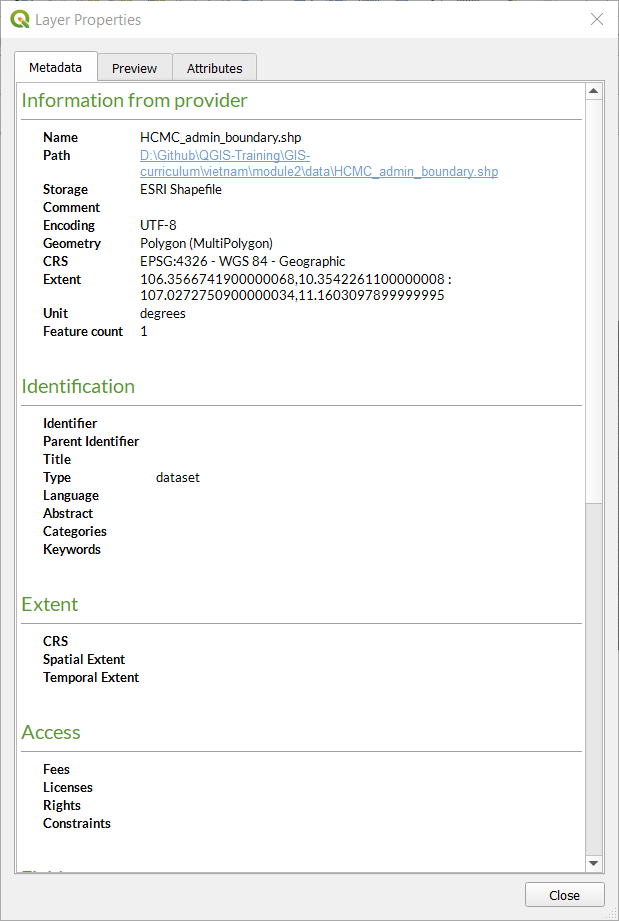 Layer Properties
Metadata Preview Attributes
Information from provider
Name HCMC_admin_boundary.shp
Path D:\Github\QGIS-Training\GIS-
curriculum\vietnam\module2\data\HCMC_admin_boundary.shp
Storage ESRI Shapefile
Comment
Encoding UTF-8
Geometry Polygon (MultiPolygon)
CRS EPSG:4326 - WGS 84 - Geographic
Extent 106.3566741900000068,10.3542261100000008 :
107.0272750900000034,11.1603097899999995
Unit degrees
Feature count 1
Identification
Identifier
Parent Identifier
Title
Type dataset
Language
Abstract
Categories
Keywords
Extent
CRS
Spatial Extent
Temporal Extent
Access
Fees
Licenses
Rights
Constraints
Close